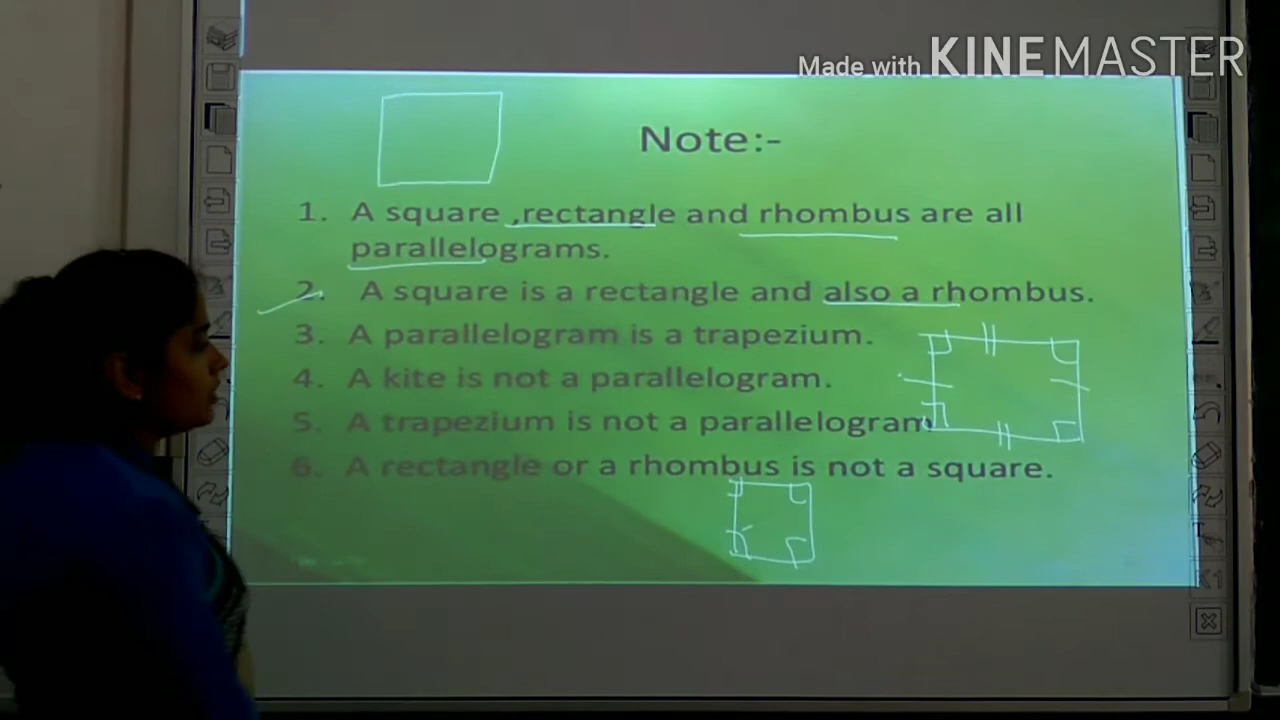 Made with KINEMASTER
Note:-
1. A square ,rectangle and rhombus are all
parallelograms.
2. A square is a rectangle and also a rhombus.
3. A parallelogram is a trapezium.
4. A kite is not a parallelogram.
5. A trapezium is not a parallelogram
6. A rectangle or a rhombus is not a square.